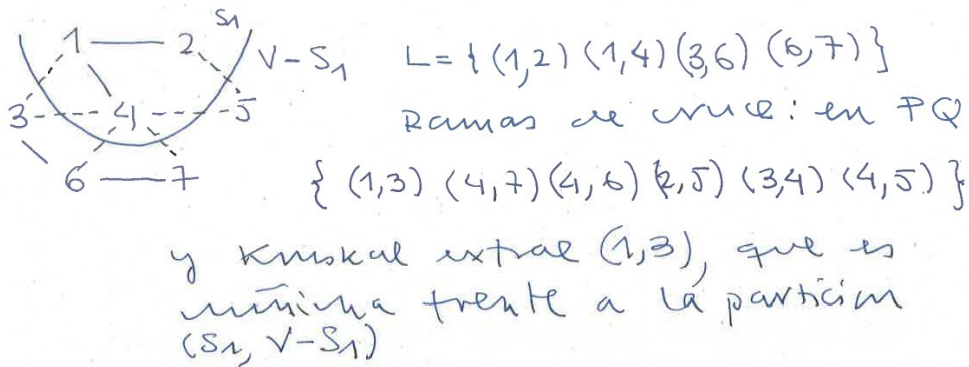 S1
1 2 V-S1 L={(1,2) (1,4) (3,6) (6,7)}
3 4 5 Ramas de cruce: en PQ
6 7 {(1,3) (4,7) (4,6) (2,5) (3,4) (4,5)}
y Kruskal extrae (1,3), que es
mínima frente a la particion
(S1, V-S1)